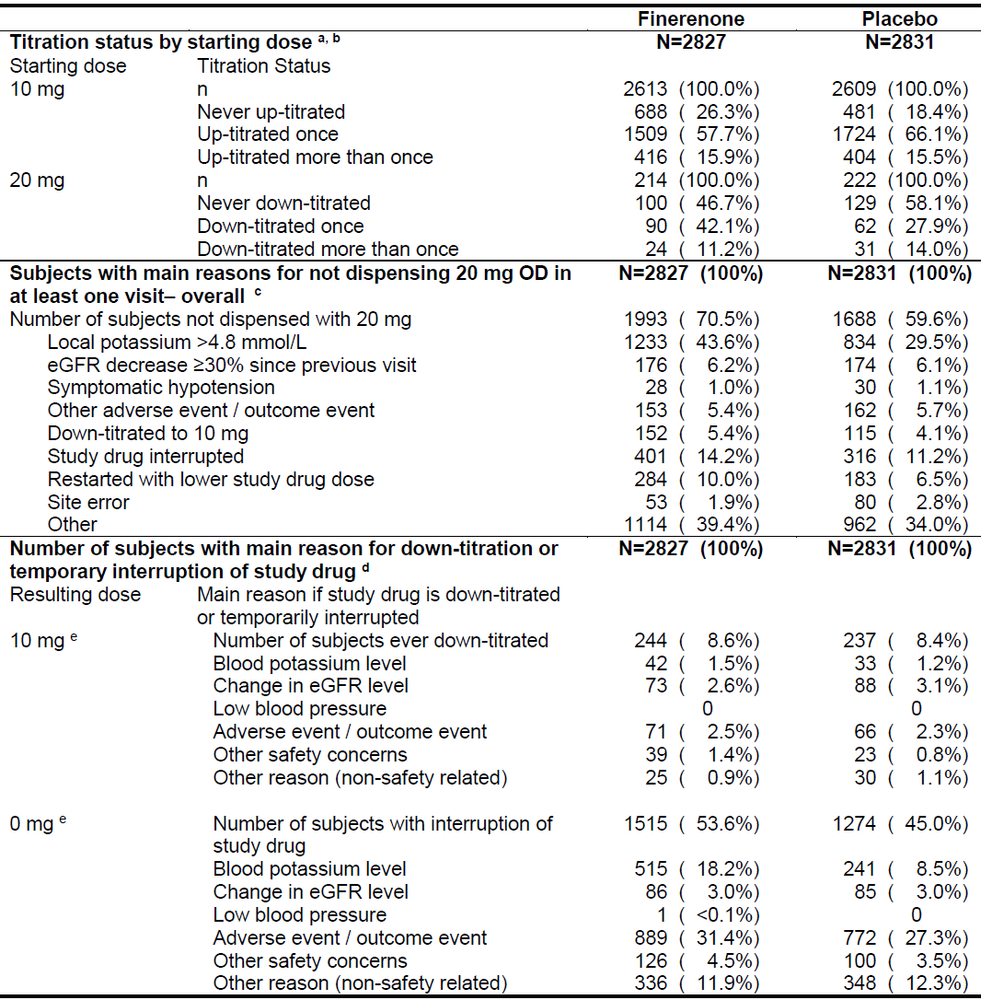 Finerenone Placebo
Titration status by starting dose a, b N=2827 N=2831
Starting dose Titration Status
10 mg n 2613 (100.0%) 2609 (100.0%)
Never up-titrated 688 ( 26.3%) 481 ( 18.4%)
Up-titrated once 1509 ( 57.7%) 1724 ( 66.1%)
Up-titrated more than once 416 ( 15.9%) 404 ( 15.5%)
20 mg n 214 (100.0%) 222 (100.0%)
Never down-titrated 100 ( 46.7%) 129 ( 58.1%)
Down-titrated once 90 ( 42.1%) 62 ( 27.9%)
Down-titrated more than once 24 ( 11.2%) 31 ( 14.0%)
Subjects with main reasons for not dispensing 20 mg OD in N=2827 (100%) N=2831 (100%)
at least one visit– overall c
Number of subjects not dispensed with 20 mg 1993 ( 70.5%) 1688 ( 59.6%)
Local potassium >4.8 mmol/L 1233 ( 43.6%) 834 ( 29.5%)
eGFR decrease ≥30% since previous visit 176 ( 6.2%) 174 ( 6.1%)
Symptomatic hypotension 28 ( 1.0%) 30 ( 1.1%)
Other adverse event / outcome event 153 ( 5.4%) 162 ( 5.7%)
Down-titrated to 10 mg 152 ( 5.4%) 115 ( 4.1%)
Study drug interrupted 401 ( 14.2%) 316 ( 11.2%)
Restarted with lower study drug dose 284 ( 10.0%) 183 ( 6.5%)
Site error 53 ( 1.9%) 80 ( 2.8%)
Other 1114 ( 39.4%) 962 ( 34.0%)
Number of subjects with main reason for down-titration or N=2827 (100%) N=2831 (100%)
temporary interruption of study drug d
Resulting dose Main reason if study drug is down-titrated
or temporarily interrupted
10 mg e Number of subjects ever down-titrated 244 ( 8.6%) 237 ( 8.4%)
Blood potassium level 42 ( 1.5%) 33 ( 1.2%)
Change in eGFR level 73 ( 2.6%) 88 ( 3.1%)
Low blood pressure 0 0
Adverse event / outcome event 71 ( 2.5%) 66 ( 2.3%)
Other safety concerns 39 ( 1.4%) 23 ( 0.8%)
Other reason (non-safety related) 25 ( 0.9%) 30 ( 1.1%)
0 mg e Number of subjects with interruption of 1515 ( 53.6%) 1274 ( 45.0%)
study drug
Blood potassium level 515 ( 18.2%) 241 ( 8.5%)
Change in eGFR level 86 ( 3.0%) 85 ( 3.0%)
Low blood pressure 1 ( <0.1%) 0
Adverse event / outcome event 889 ( 31.4%) 772 ( 27.3%)
Other safety concerns 126 ( 4.5%) 100 ( 3.5%)
Other reason (non-safety related) 336 ( 11.9%) 348 ( 12.3%)